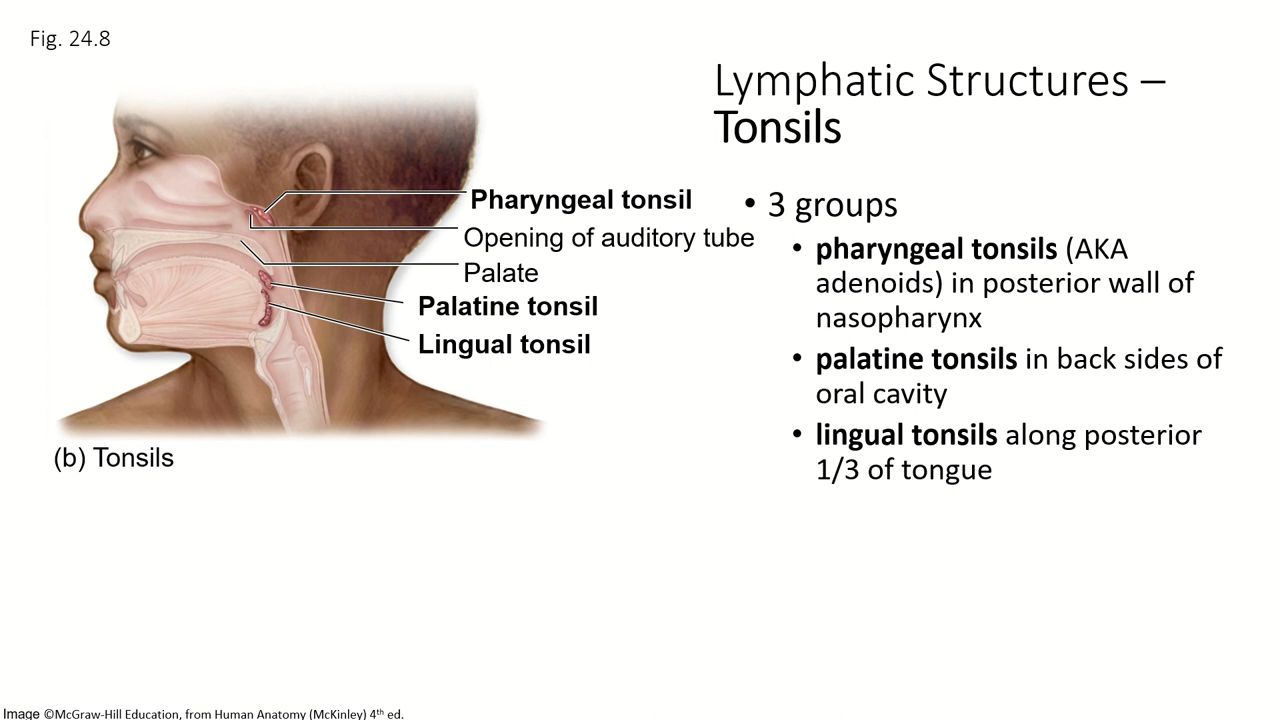 Fig. 24.8
Lymphatic Structures –
Tonsils
Pharyngeal tonsil
Opening of auditory tube
Palate
Palatine tonsil
Lingual tonsil
(b) Tonsils
• 3 groups
• pharyngeal tonsils (AKA
adenoids) in posterior wall of
nasopharynx
• palatine tonsils in back sides of
oral cavity
• lingual tonsils along posterior
1/3 of tongue
Image ©McGraw-Hill Education, from Human Anatomy (McKinley) 4th ed.